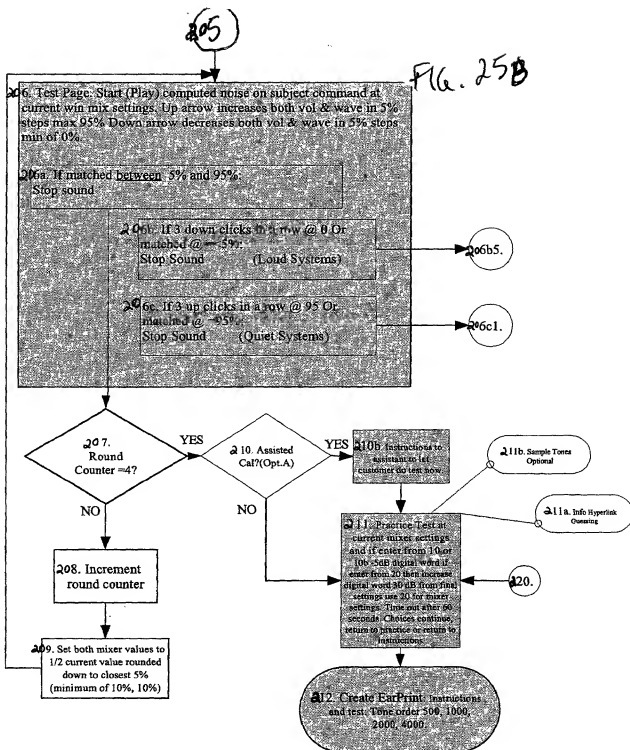 205
FIG. 25B
206. Test Page. Start (Play) computed noise on subject command at
current win mix settings. Up arrow increases both vol & wave in 5%
steps max 95% Down arrow decreases both vol & wave in 5% steps
min of 0%.
206a. If matched between 5% and 95%:
Stop sound
206b. If 3 down clicks in a row @ 0 Or
matched @ 5%:
Stop Sound (Loud Systems)
206b5.
206c. If 3 up clicks in a row @ 95 Or
matched @ 95%:
Stop Sound (Quiet Systems)
206c1.
207.
Round
Counter =4?
YES
210. Assisted
Cal?(Opt.A)
YES
210b. Instructions to
assistant to let
customer do test now.
211b. Sample Tones
Optional
211a. Info Hyperlink
Guessing
NO
NO
208. Increment
round counter
211. Practice Test at
current mixer settings
and if enter from 10 or
10b -5dB digital word if
enter from 20 then increase
digital word 30 dB from final
settings use 20 for mixer
settings. Time out after 60
seconds. Choices continue,
return to practice or return to
instructions
220.
209. Set both mixer values to
1/2 current value rounded
down to closest 5%
(minimum of 10%, 10%)
212. Create EarPrint: Instructions
and test. Tone order 500, 1000,
2000, 4000.